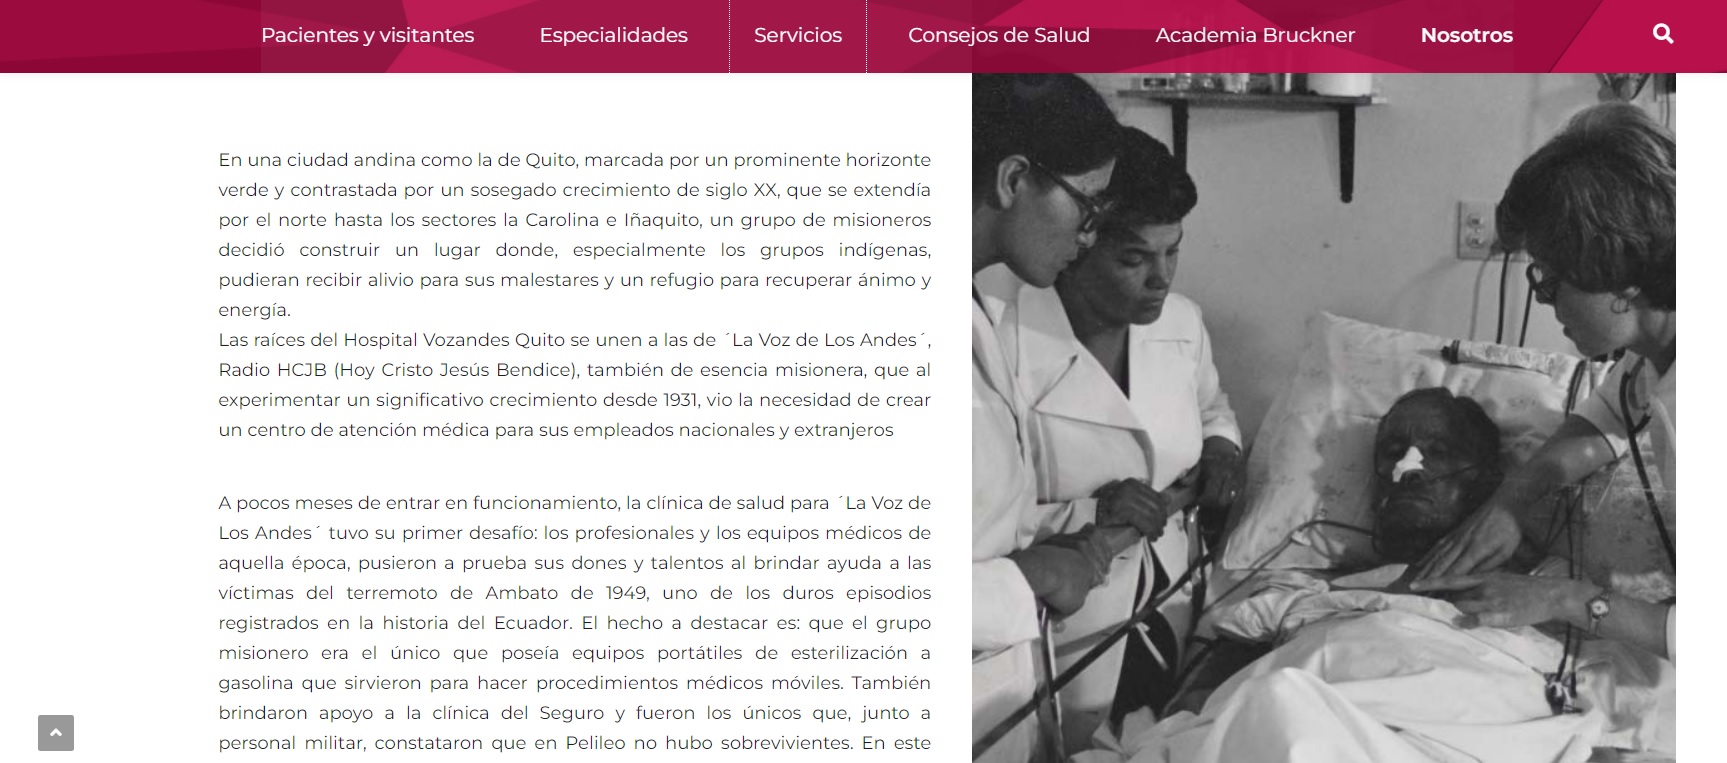 Pacientes y visitantes Especialidades Servicios Consejos de Salud Academia Bruckner Nosotros
En una ciudad andina como la de Quito, marcada por un prominente horizonte
verde y contrastada por un sosegado crecimiento de siglo XX, que se extendía
por el norte hasta los sectores la Carolina e Iñaquito, un grupo de misioneros
decidió construir un lugar donde, especialmente los grupos indígenas,
pudieran recibir alivio para sus malestares y un refugio para recuperar ánimo y
energía.
Las raíces del Hospital Vozandes Quito se unen a las de ´La Voz de Los Andes´,
Radio HCJB (Hoy Cristo Jesús Bendice), también de esencia misionera, que al
experimentar un significativo crecimiento desde 1931, vio la necesidad de crear
un centro de atención médica para sus empleados nacionales y extranjeros
A pocos meses de entrar en funcionamiento, la clínica de salud para ´La Voz de
Los Andes´ tuvo su primer desafío: los profesionales y los equipos médicos de
aquella época, pusieron a prueba sus dones y talentos al brindar ayuda a las
víctimas del terremoto de Ambato de 1949, uno de los duros episodios
registrados en la historia del Ecuador. El hecho a destacar es: que el grupo
misionero era el único que poseía equipos portátiles de esterilización a
gasolina que sirvieron para hacer procedimientos médicos móviles. También
brindaron apoyo a la clínica del Seguro y fueron los únicos que, junto a
personal militar, constataron que en Pelileo no hubo sobrevivientes. En este